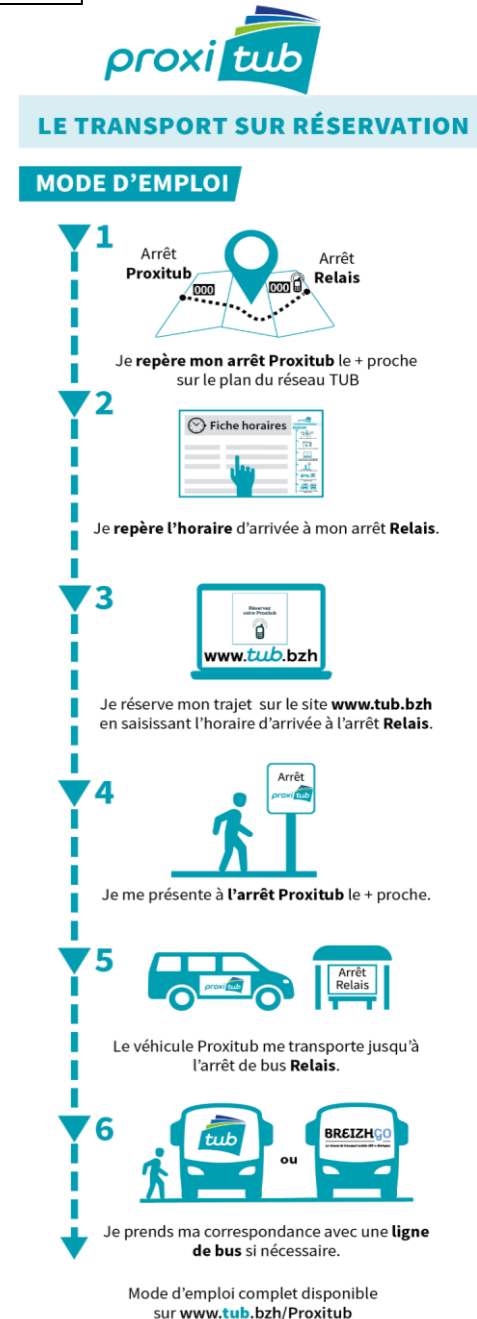 proxi tub
LE TRANSPORT SUR RÉSERVATION
MODE D'EMPLOI
1
Arrêt
Proxitub
Arrêt
Relais
000
000
Je repère mon arrêt Proxitub le + proche
sur le plan du réseau TUB
2
Fiche horaires
Je repère l'horaire d'arrivée à mon arrêt Relais.
3
Réservez
votre Proxitub
www.tub.bzh
Je réserve mon trajet sur le site www.tub.bzh
en saisissant l'horaire d'arrivée à l'arrêt Relais.
4
Arrêt
proxi tub
Je me présente à l'arrêt Proxitub le + proche.
5
proxi tub
Arrêt
Relais
Le véhicule Proxitub me transporte jusqu'à
l'arrêt de bus Relais.
6
tub
ou
BREIZHGO
Je prends ma correspondance avec une ligne
de bus si nécessaire.
Mode d'emploi complet disponible
sur www.tub.bzh/Proxitub